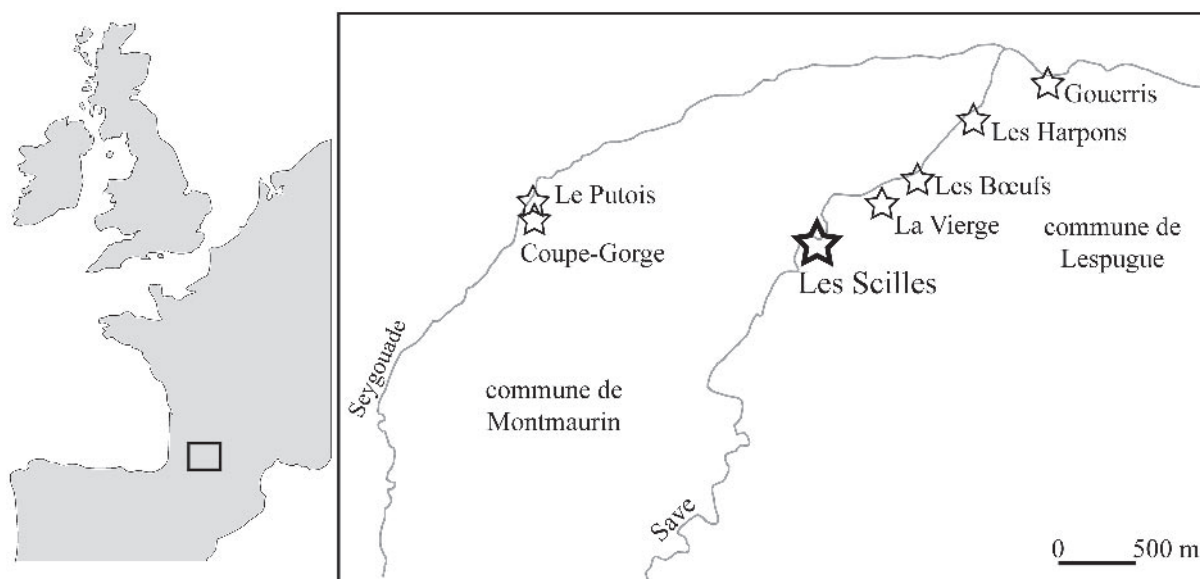 Gouerris
Les Harpons
Le Putois
Les Bœufs
La Vierge
Coupe-Gorge
commune de
Lespugue
Les Scilles
Seygouade
commune de
Montmaurin
Save
0 500 m